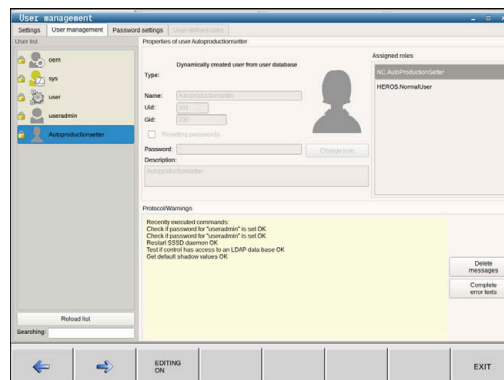 User management
Settings
User management
Password settings
User-defined roles
User list
oem
sys
user
useradmin
Autoproductionsetter
Reload list
Searching:
Properties of user Autoproductionsetter
Dynamically created user from user database
Type:
Name: Autoproductionsetter
Uid:
Gid:
Resetting passwords
Password:
Change icon
Description:
Autoproductionsetter
Assigned roles
NC.AutoProductionSetter
HEROS.NormalUser
Protocol/Warnings
Recently executed commands:
Check if password for "useradmin" is set OK
Check if password for "useradmin" is set OK
Restart SSSD daemon OK
Test if control has access to an LDAP data base OK
Get default shadow values OK
Delete
messages
Complete
error texts
EDITING
ON
EXIT